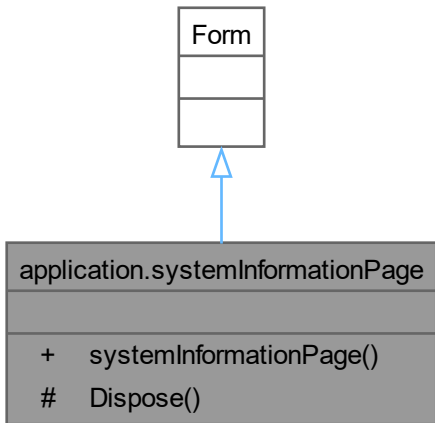 Form
application.systemInformationPage
+ systemInformationPage()
# Dispose()